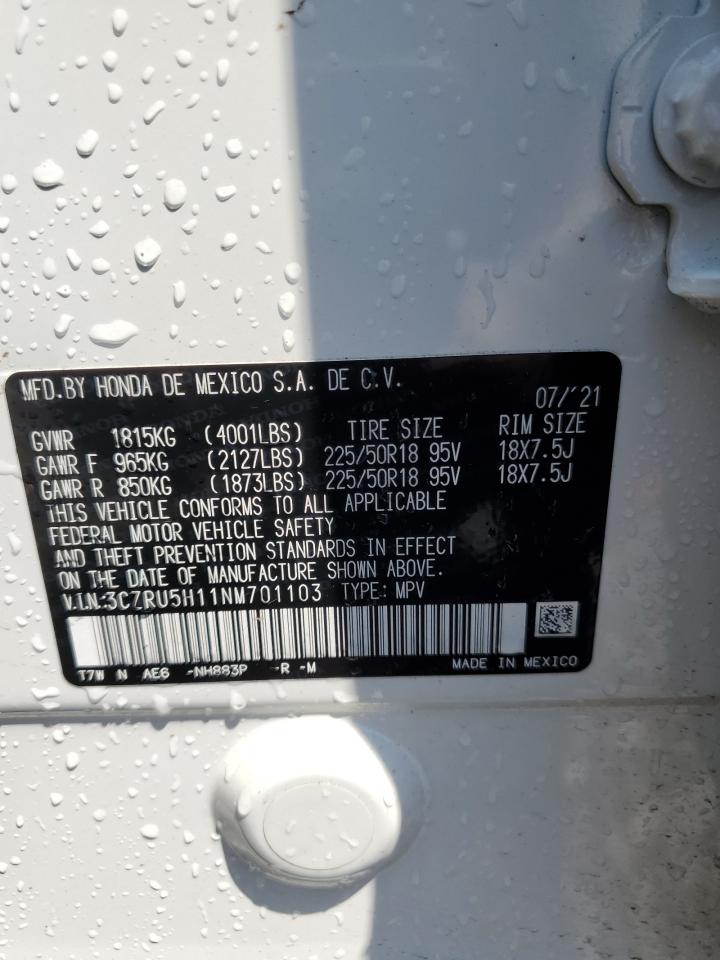 MFD.BY HONDA DE MEXICO S.A. DE C.V.
07/'21
GVWR 1815KG (4001LBS) TIRE SIZE RIM SIZE
GAWR F 965KG (2127LBS) 225/50R18 95V 18X7.5J
GAWR R 850KG (1873LBS) 225/50R18 95V 18X7.5J
THIS VEHICLE CONFORMS TO ALL APPLICABLE
FEDERAL MOTOR VEHICLE SAFETY
AND THEFT PREVENTION STANDARDS IN EFFECT
ON THE DATE OF MANUFACTURE SHOWN ABOVE.
V.I.N:3CZRU5H11NM701103 TYPE: MPV
T7W N AE6 -NH883P -R -M MADE IN MEXICO